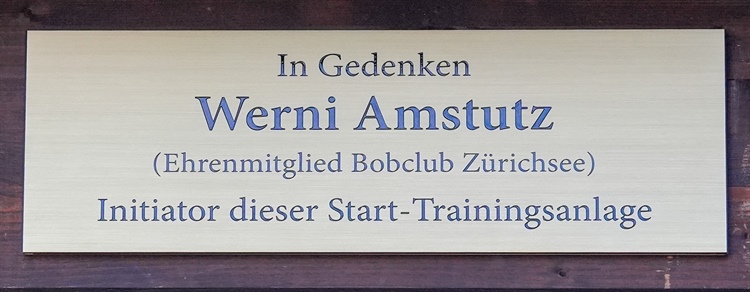 In Gedenken
Werni Amstutz
(Ehrenmitglied Bobclub Zürichsee)
Initiator dieser Start-Trainingsanlage